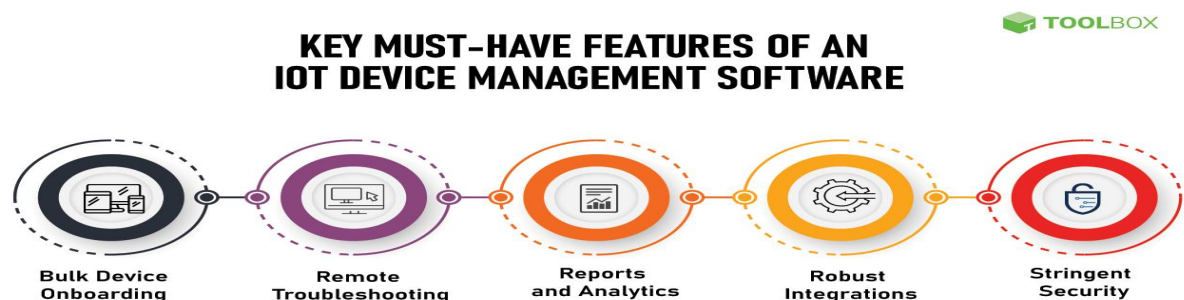 TOOLBOX
KEY MUST-HAVE FEATURES OF AN
IOT DEVICE MANAGEMENT SOFTWARE
Bulk Device
Onboarding
Remote
Troubleshooting
Reports
and Analytics
Robust
Integrations
Stringent
Security